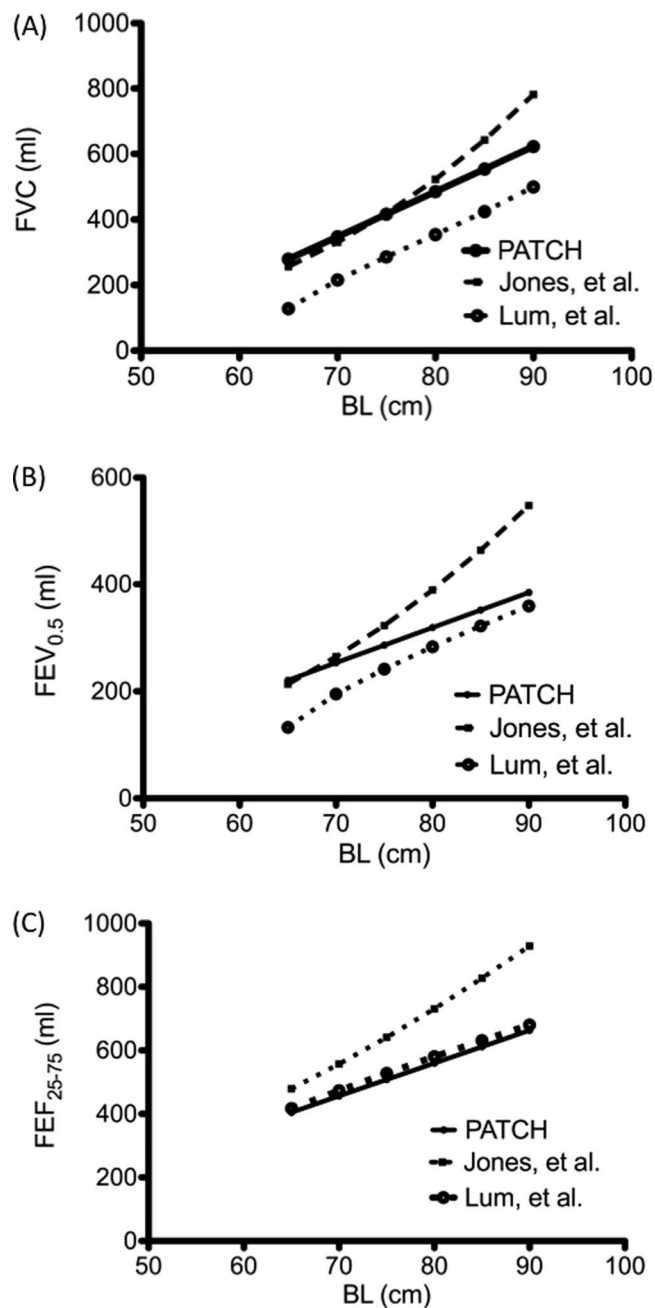 (A)
1000
800
600
400
200
0
FVC (ml)
PATCH
Jones, et al.
Lum, et al.
50 60 70 80 90 100
BL (cm)
(B)
600
400
200
0
FEV0.5 (ml)
PATCH
Jones, et al.
Lum, et al.
50 60 70 80 90 100
BL (cm)
(C)
1000
800
600
400
200
0
FEF25-75 (ml)
PATCH
Jones, et al.
Lum, et al.
50 60 70 80 90 100
BL (cm)